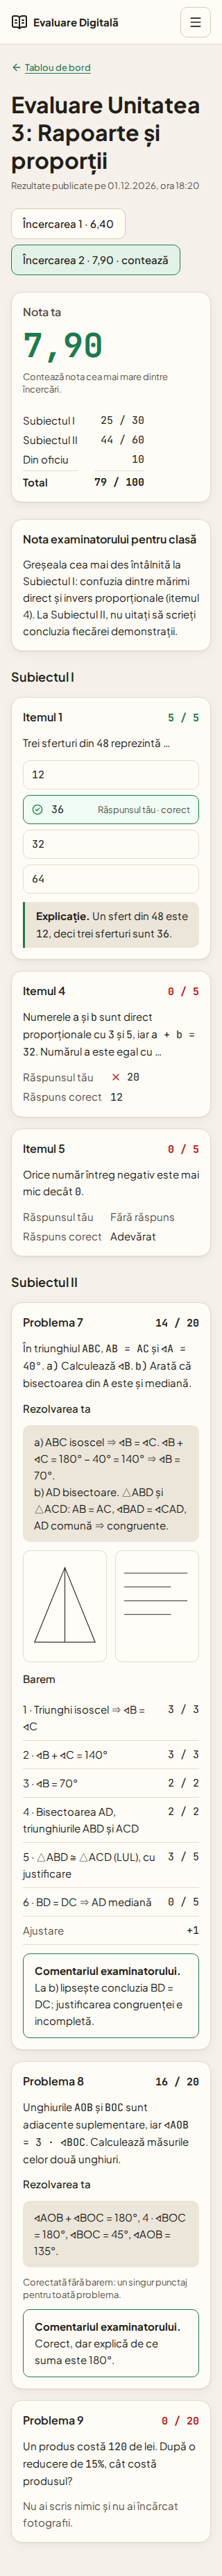 Evaluare Digitală
← Tablou de bord
Evaluare Unitatea
3: Rapoarte și
proporții
Rezultate publicate pe 01.12.2026, ora 18:20
Încercarea 1 · 6,40
Încercarea 2 · 7,90 · contează
Nota ta
7,90
Contează nota cea mai mare dintre
încercări.
Subiectul I 25 / 30
Subiectul II 44 / 60
Din oficiu 10
Total 79 / 100
Nota examinatorului pentru clasă
Greșeala cea mai des întâlnită la
Subiectul I: confuzia dintre mărimi
direct și invers proporționale (itemul
4). La Subiectul II, nu uitați să scrieți
concluzia fiecărei demonstrații.
Subiectul I
Itemul 1 5 / 5
Trei sferturi din 48 reprezintă …
12
36 Răspunsul tău · corect
32
64
Explicație. Un sfert din 48 este
12, deci trei sferturi sunt 36.
Itemul 4 0 / 5
Numerele a și b sunt direct
proporționale cu 3 și 5, iar a + b =
32. Numărul a este egal cu …
Răspunsul tău × 20
Răspuns corect 12
Itemul 5 0 / 5
Orice număr întreg negativ este mai
mic decât 0.
Răspunsul tău Fără răspuns
Răspuns corect Adevărat
Subiectul II
Problema 7 14 / 20
În triunghiul ABC, AB = AC și ∢A =
40°. a) Calculează ∢B. b) Arată că
bisectoarea din A este și mediană.
Rezolvarea ta
a) ABC isoscel ⇒ ∢B = ∢C. ∢B +
∢C = 180° − 40° = 140° ⇒ ∢B =
70°.
b) AD bisectoare. △ABD și
△ACD: AB = AC, ∢BAD = ∢CAD,
AD comună ⇒ congruente.
Barem
1 · Triunghi isoscel ⇒ ∢B =
∢C 3 / 3
2 · ∢B + ∢C = 140° 3 / 3
3 · ∢B = 70° 2 / 2
4 · Bisectoarea AD,
triunghiurile ABD și ACD 2 / 2
5 · △ABD ≅ △ACD (LUL), cu
justificare 3 / 5
6 · BD = DC ⇒ AD mediană 0 / 5
Ajustare +1
Comentariul examinatorului.
La b) lipsește concluzia BD =
DC; justificarea congruenței e
incompletă.
Problema 8 16 / 20
Unghiurile AOB și BOC sunt
adiacente suplementare, iar ∢AOB
= 3 · ∢BOC. Calculează măsurile
celor două unghiuri.
Rezolvarea ta
∢AOB + ∢BOC = 180°, 4 · ∢BOC
= 180°, ∢BOC = 45°, ∢AOB =
135°.
Corectată fără barem: un singur punctaj
pentru toată problema.
Comentariul examinatorului.
Corect, dar explică de ce
suma este 180°.
Problema 9 0 / 20
Un produs costă 120 de lei. După o
reducere de 15%, cât costă
produsul?
Nu ai scris nimic și nu ai încărcat
fotografii.